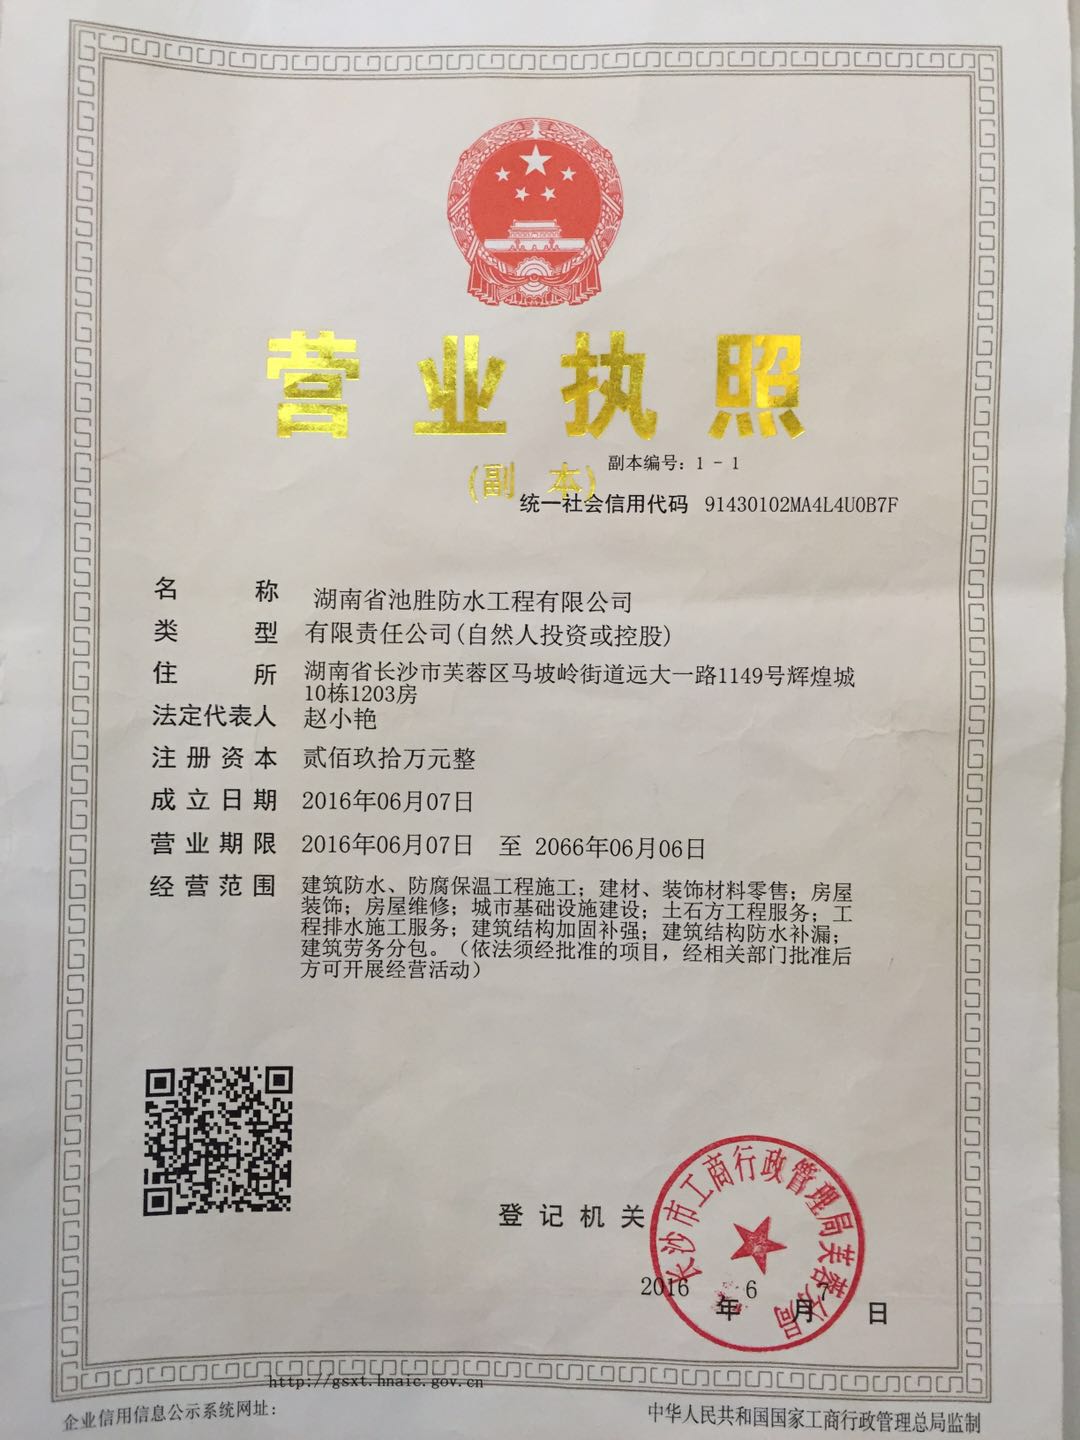 营业执照
(副本)
副本编号：1 - 1
统一社会信用代码 91430102MA4L4U0B7F
名称 湖南省池胜防水工程有限公司
类型 有限责任公司(自然人投资或控股)
住所 湖南省长沙市芙蓉区马坡岭街道远大一路1149号辉煌城
10栋1203房
法定代表人 赵小艳
注册资本 贰佰玖拾万元整
成立日期 2016年06月07日
营业期限 2016年06月07日 至 2066年06月06日
经营范围 建筑防水、防腐保温工程施工；建材、装饰材料零售；房屋
装饰；房屋维修；城市基础设施建设；土石方工程服务；工
程排水施工服务；建筑结构加固补强；建筑结构防水补漏；
建筑劳务分包。（依法须经批准的项目，经相关部门批准后
方可开展经营活动）
登记机关
长沙市工商行政管理局芙蓉分局
2016年6月7日
http://gsxt.hnaic.gov.cn
企业信用信息公示系统网址：
中华人民共和国国家工商行政管理总局监制